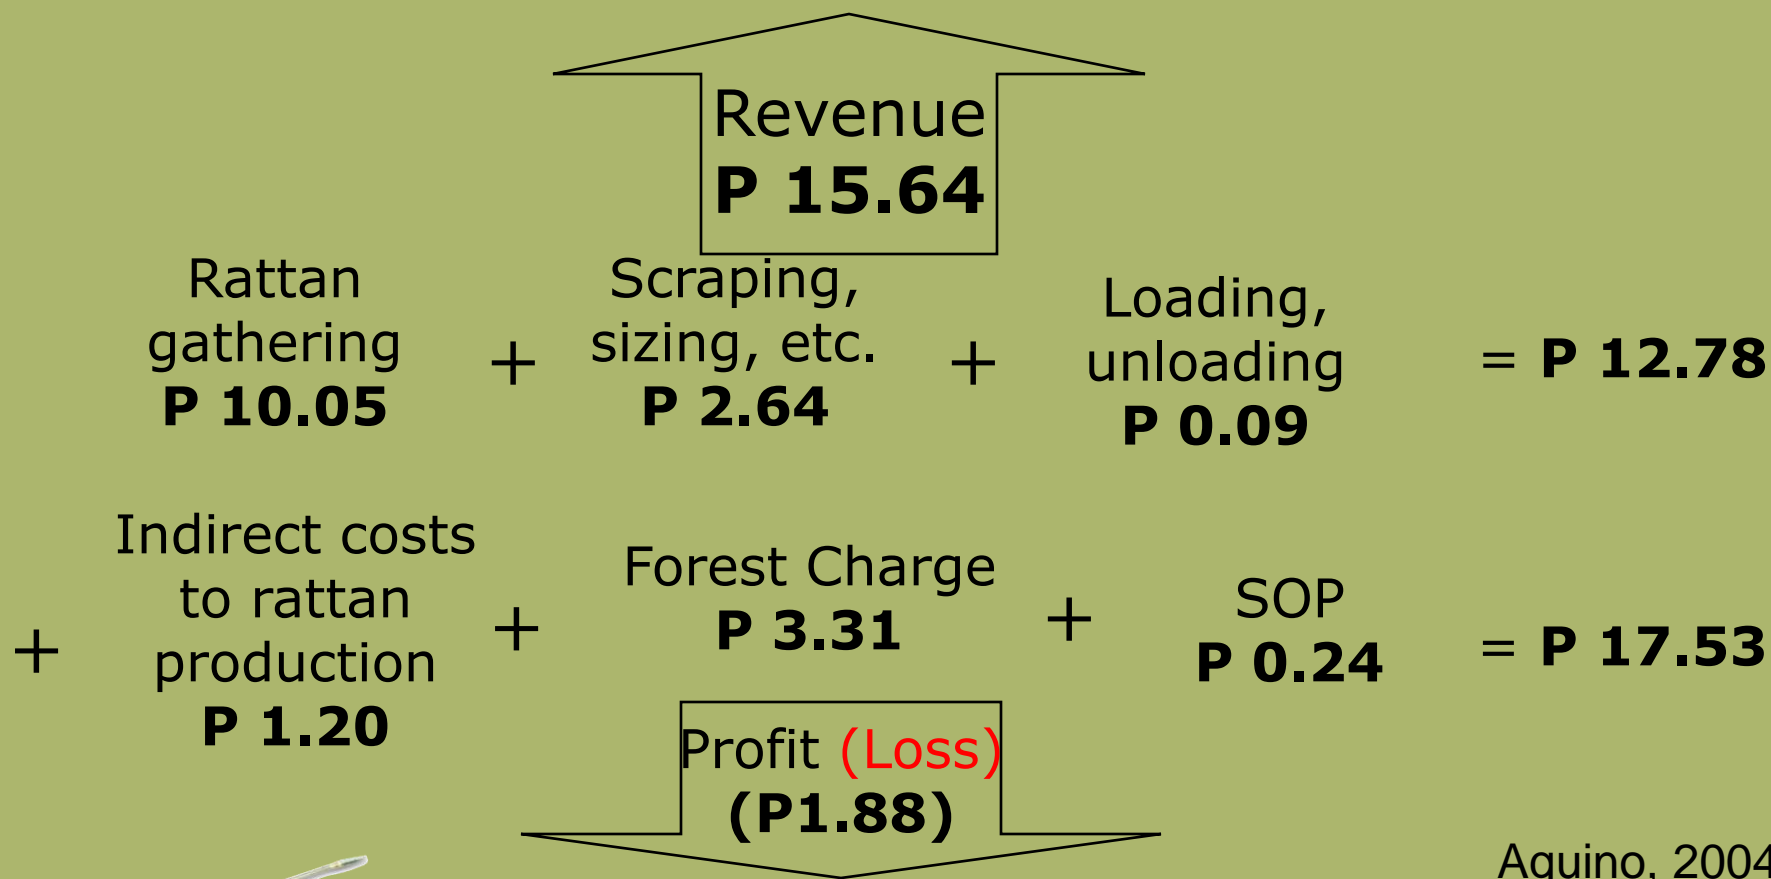 Revenue
P 15.64
Rattan
gathering
P 10.05
+
Scraping,
sizing, etc.
P 2.64
+
Loading,
unloading
P 0.09
= P 12.78
+
Indirect costs
to rattan
production
P 1.20
+
Forest Charge
P 3.31
+
SOP
P 0.24
= P 17.53
Profit (Loss)
(P1.88)
Aquino, 2004